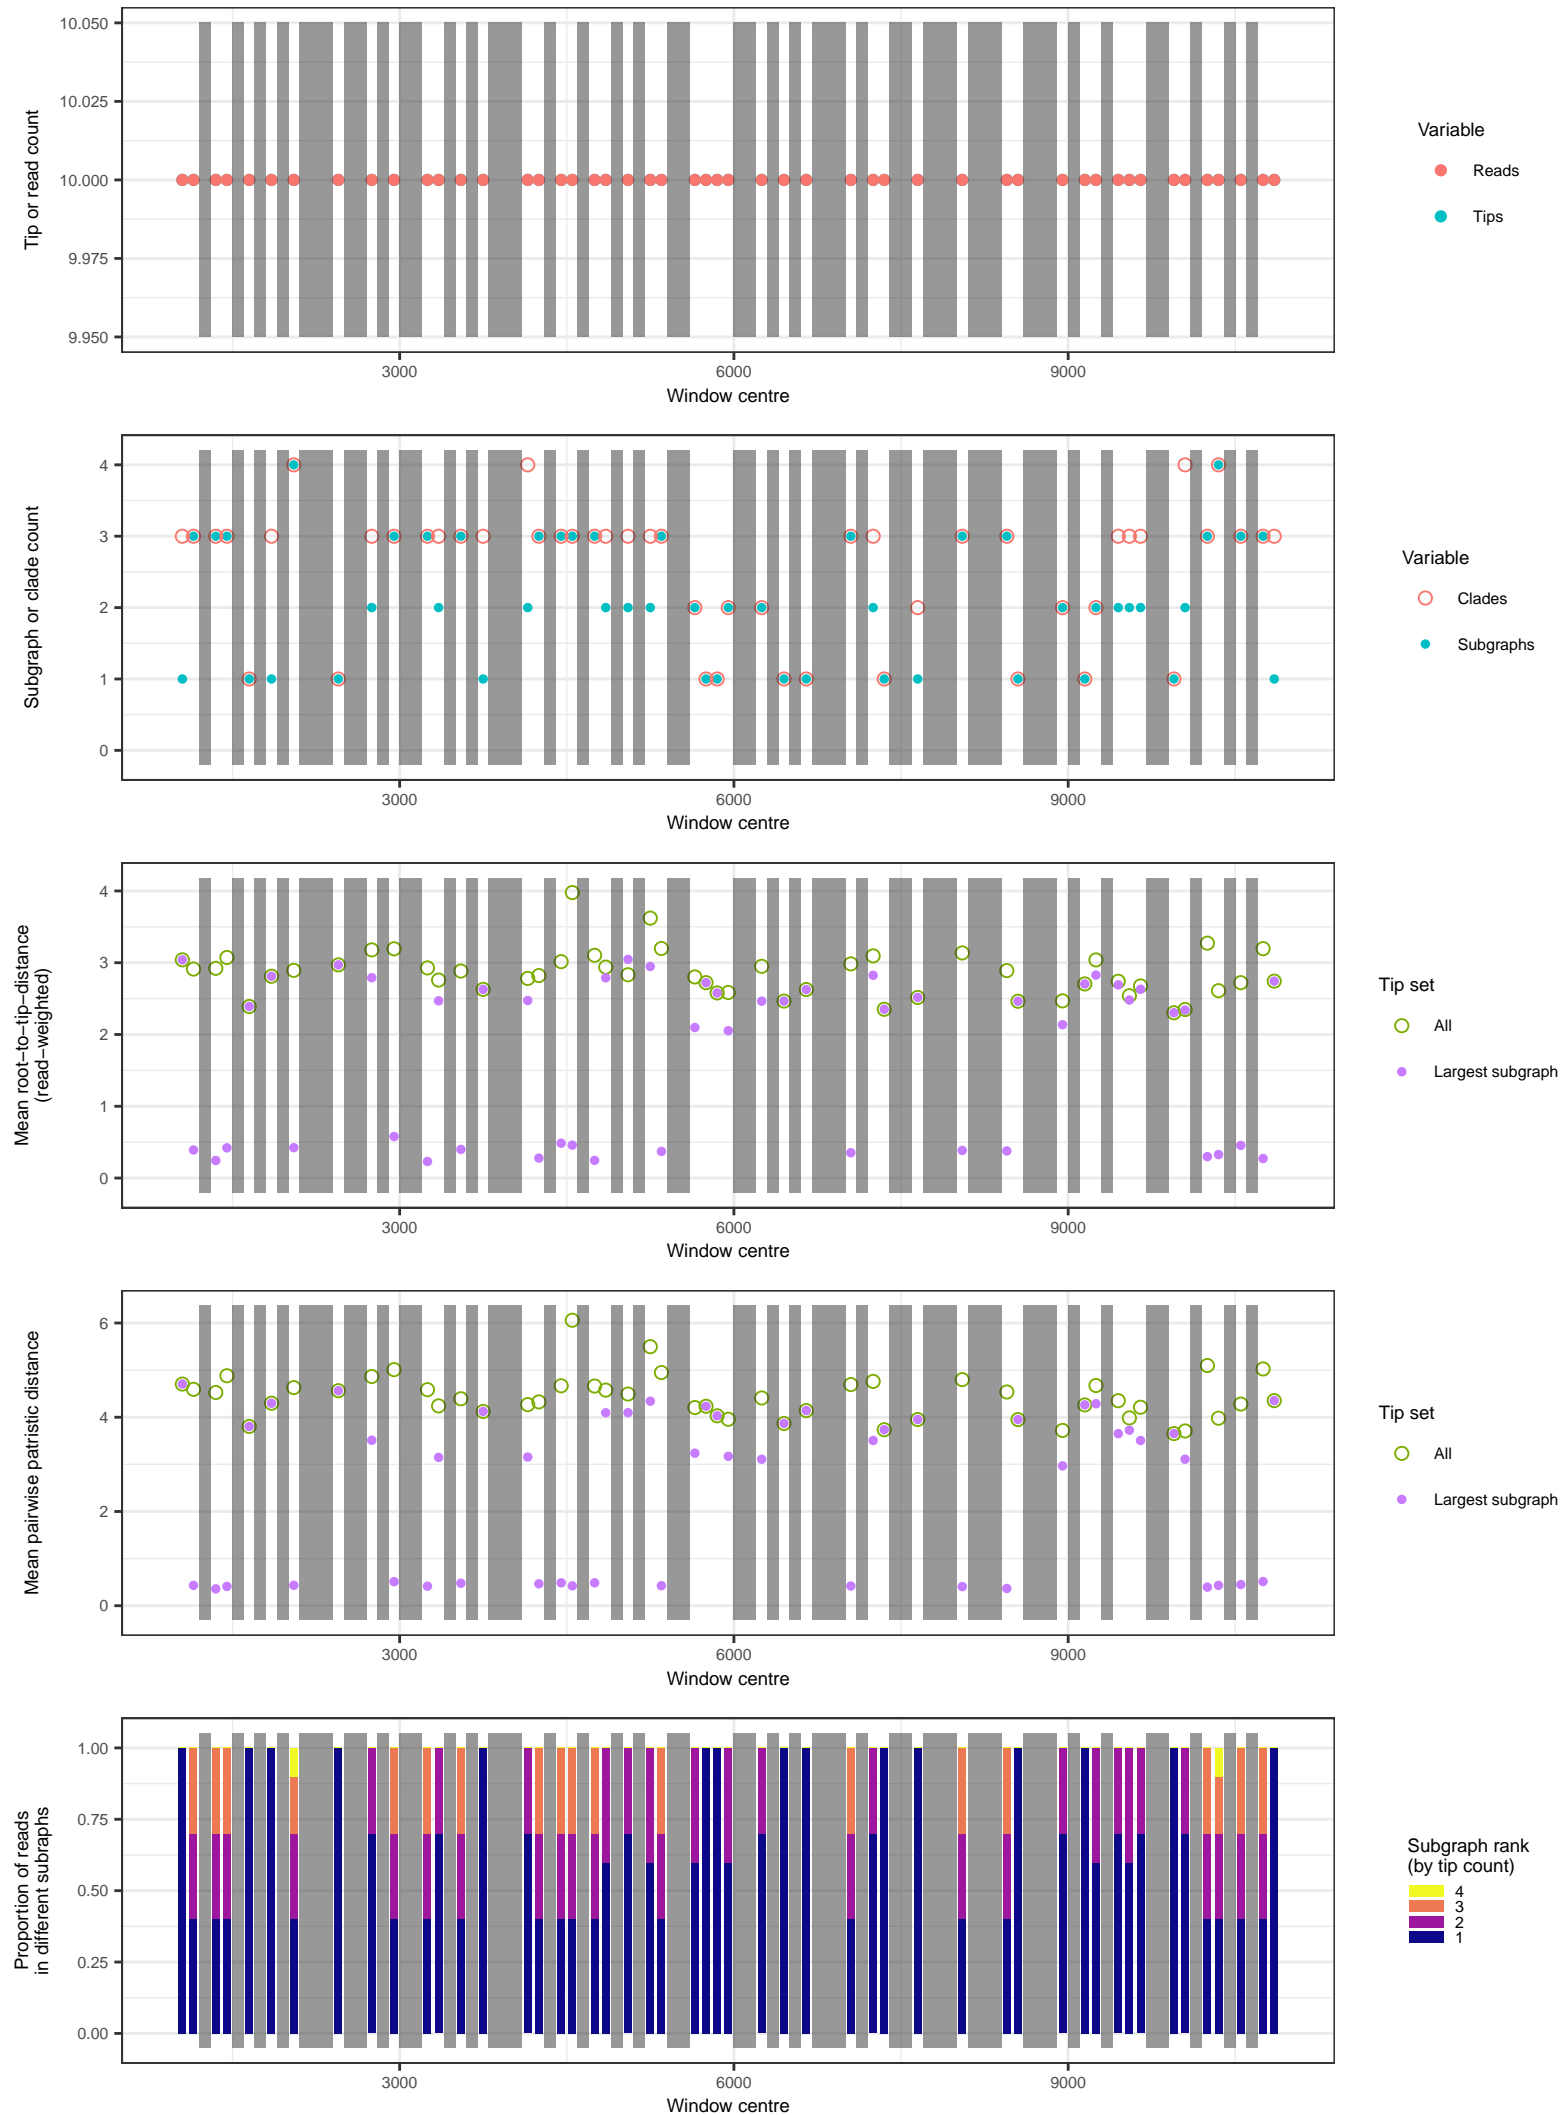 10.050
10.025
10.000
9.975
9.950
Tip or read count
3000
6000
9000
Window centre
Variable
Reads
Tips
4
3
2
1
0
Subgraph or clade count
3000
6000
9000
Window centre
Variable
Clades
Subgraphs
4
3
2
1
0
Mean root−to−tip−distance
(read−weighted)
3000
6000
9000
Window centre
Tip set
All
Largest subgraph
6
4
2
0
Mean pairwise patristic distance
3000
6000
9000
Window centre
Tip set
All
Largest subgraph
1.00
0.75
0.50
0.25
0.00
Proportion of reads
in different subraphs
3000
6000
9000
Window centre
Subgraph rank
(by tip count)
4
3
2
1